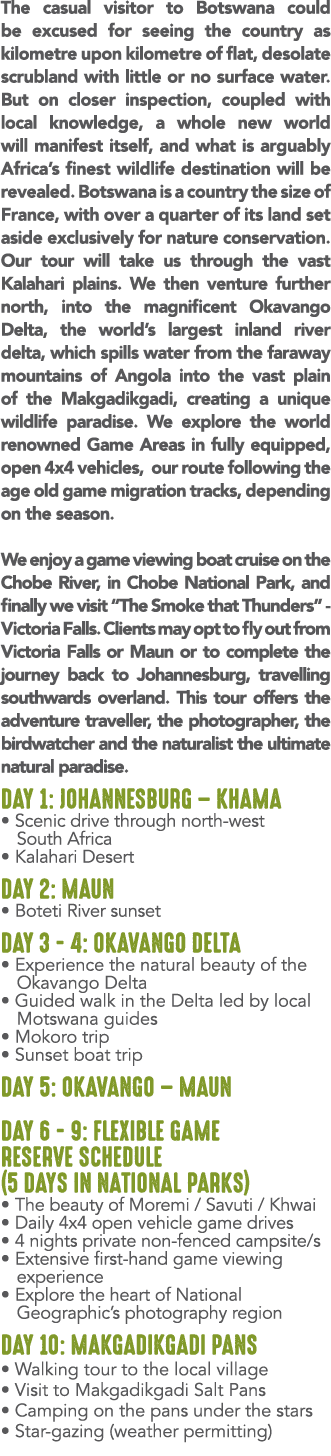 The casual visitor to Botswana could
be excused for seeing the country as
kilometre upon kilometre of flat, desolate
scrubland with little or no surface water.
But on closer inspection, coupled with
local knowledge, a whole new world
will manifest itself, and what is arguably
Africa's finest wildlife destination will be
revealed. Botswana is a country the size of
France, with over a quarter of its land set
aside exclusively for nature conservation.
Our tour will take us through the vast
Kalahari plains. We then venture further
north, into the magnificent Okavango
Delta, the world's largest inland river
delta, which spills water from the faraway
mountains of Angola into the vast plain
of the Makgadikgadi, creating a unique
wildlife paradise. We explore the world
renowned Game Areas in fully equipped,
open 4x4 vehicles, our route following the
age old game migration tracks, depending
on the season.
We enjoy a game viewing boat cruise on the
Chobe River, in Chobe National Park, and
finally we visit “The Smoke that Thunders” -
Victoria Falls. Clients may opt to fly out from
Victoria Falls or Maun or to complete the
journey back to Johannesburg, travelling
southwards overland. This tour offers the
adventure traveller, the photographer, the
birdwatcher and the naturalist the ultimate
natural paradise.
DAY 1: JOHANNESBURG – KHAMA
• Scenic drive through north-west
South Africa
• Kalahari Desert
DAY 2: MAUN
• Boteti River sunset
DAY 3 - 4: OKAVANGO DELTA
• Experience the natural beauty of the
Okavango Delta
• Guided walk in the Delta led by local
Motswana guides
• Mokoro trip
• Sunset boat trip
DAY 5: OKAVANGO – MAUN
DAY 6 - 9: FLEXIBLE GAME
RESERVE SCHEDULE
(5 DAYS IN NATIONAL PARKS)
• The beauty of Moremi / Savuti / Khwai
• Daily 4x4 open vehicle game drives
• 4 nights private non-fenced campsite/s
• Extensive first-hand game viewing
experience
• Explore the heart of National
Geographic's photography region
DAY 10: MAKGADIKGADI PANS
• Walking tour to the local village
• Visit to Makgadikgadi Salt Pans
• Camping on the pans under the stars
• Star-gazing (weather permitting)